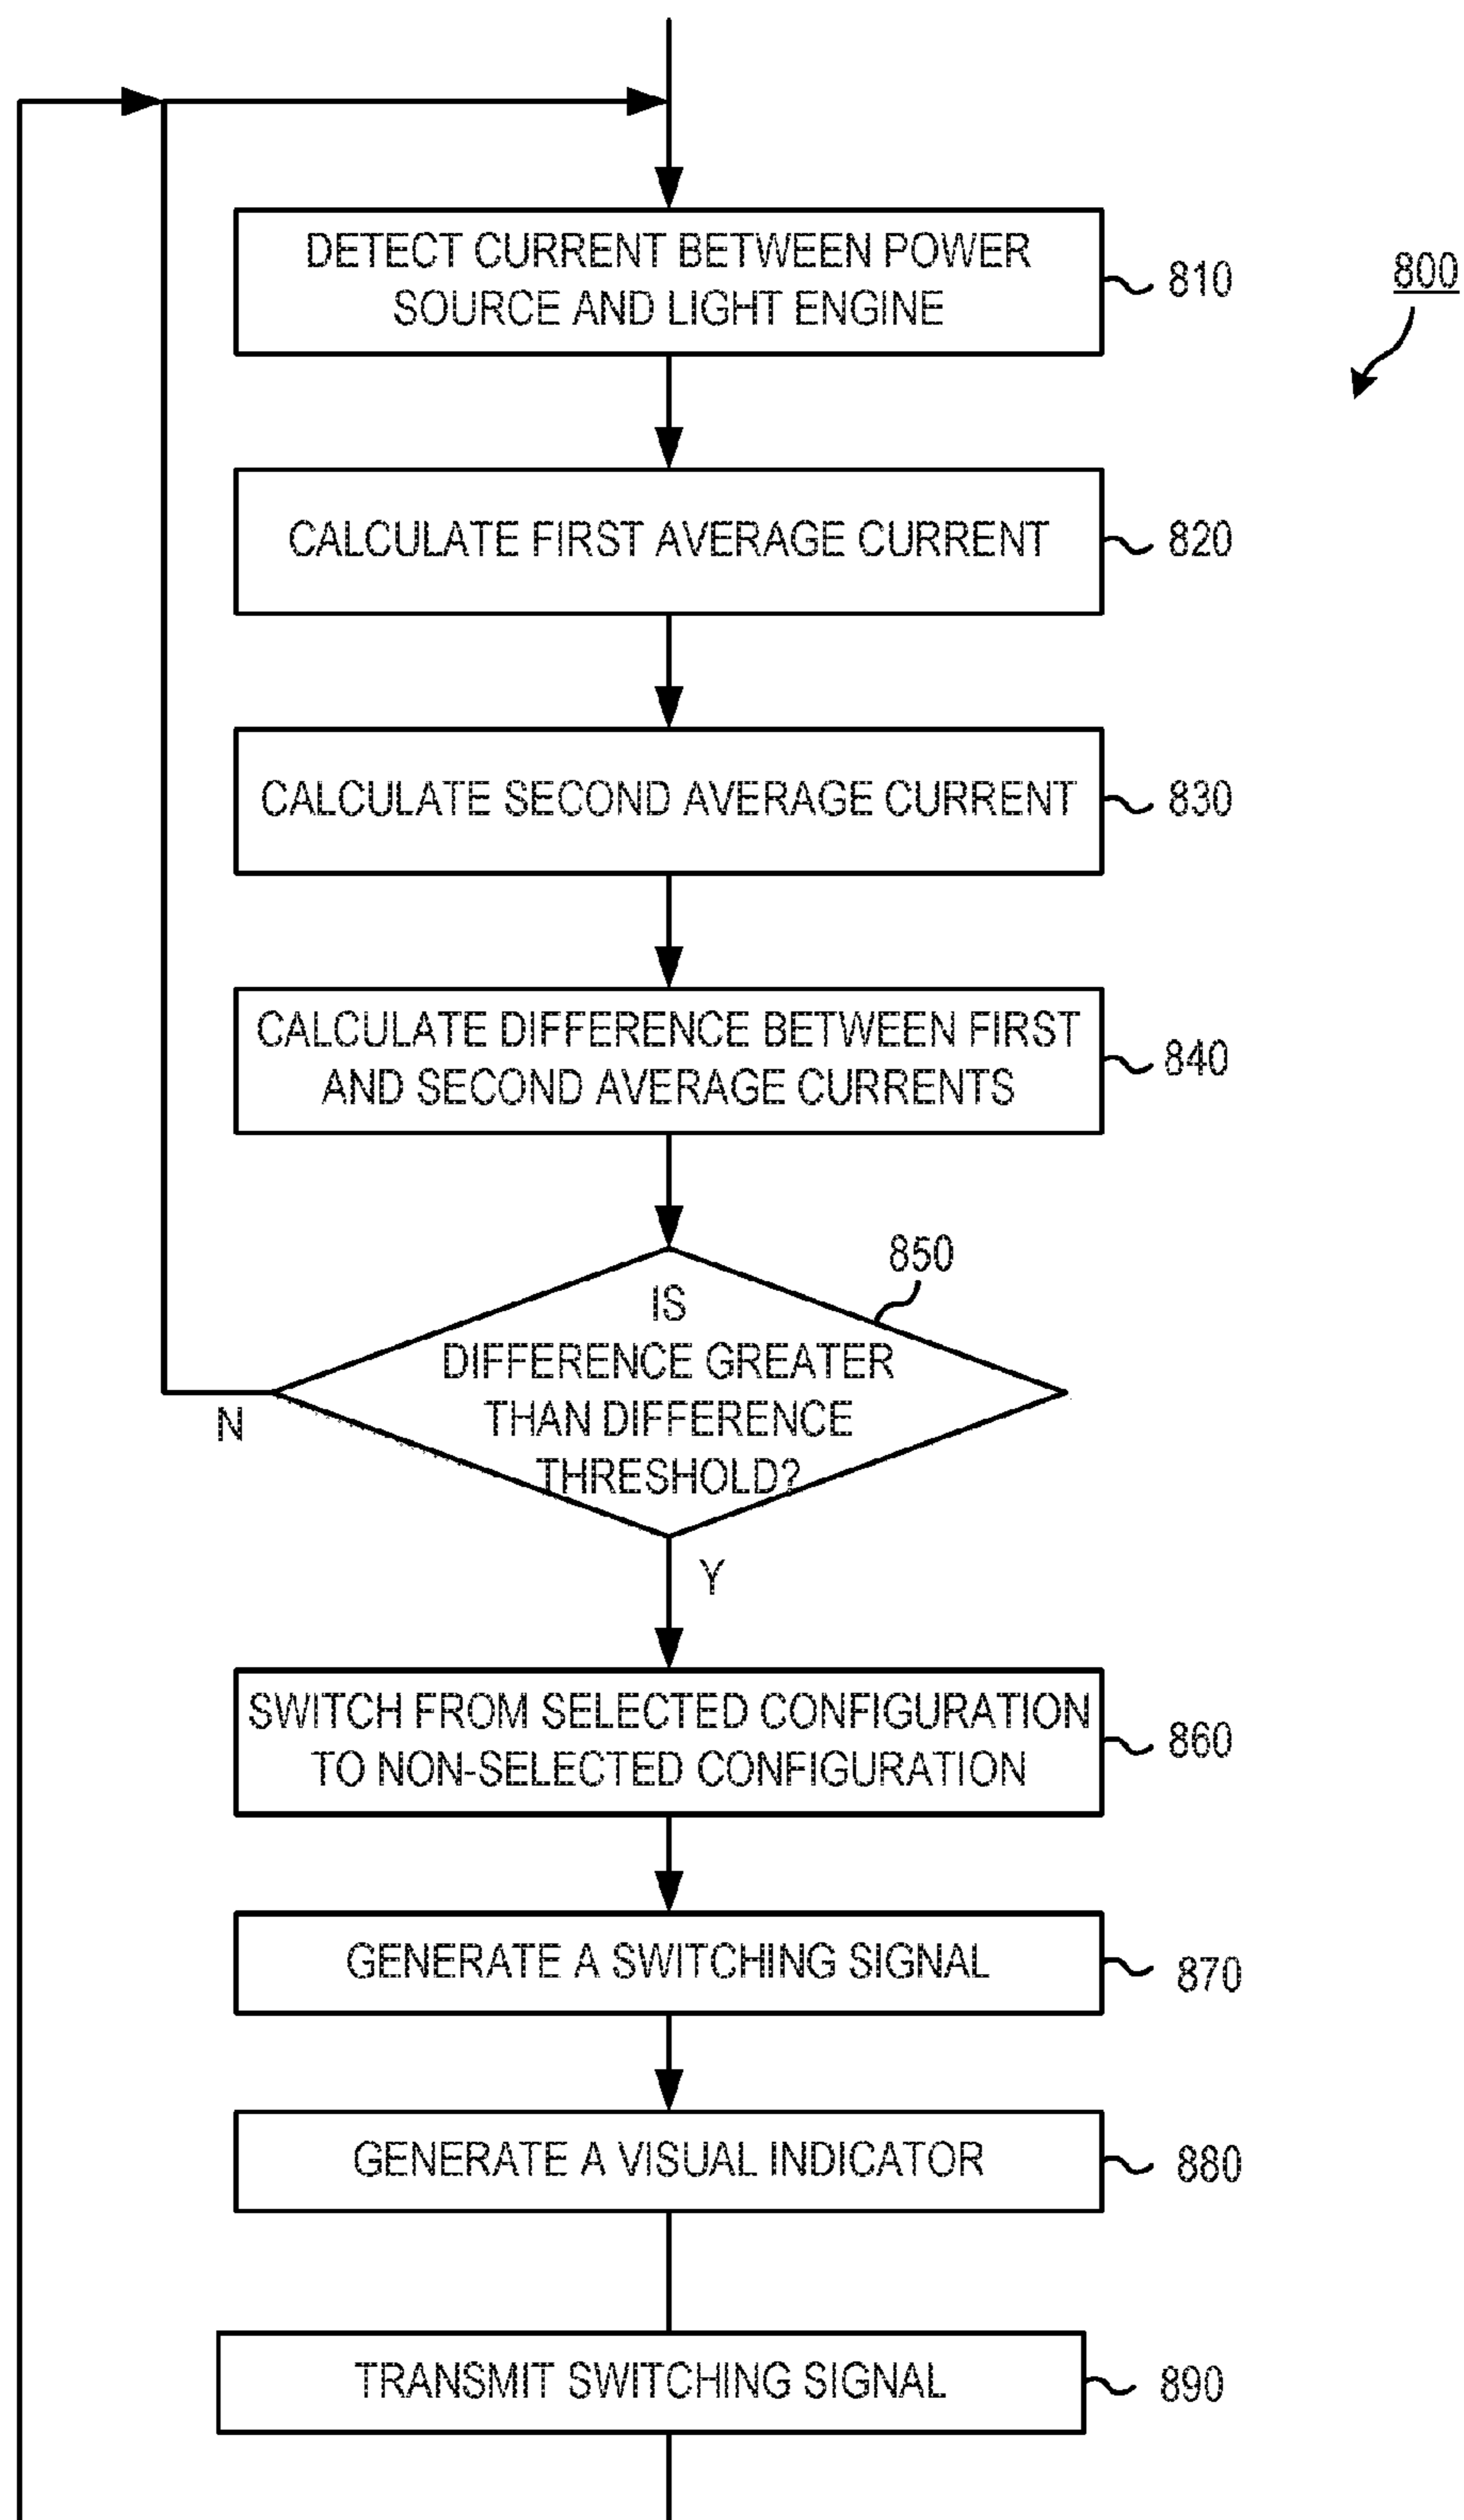 DETECT CURRENT BETWEEN POWER
SOURCE AND LIGHT ENGINE
810
800
CALCULATE FIRST AVERAGE CURRENT
820
CALCULATE SECOND AVERAGE CURRENT
830
CALCULATE DIFFERENCE BETWEEN FIRST
AND SECOND AVERAGE CURRENTS
840
850
IS
DIFFERENCE GREATER
THAN DIFFERENCE
THRESHOLD?
N
Y
SWITCH FROM SELECTED CONFIGURATION
TO NON-SELECTED CONFIGURATION
860
GENERATE A SWITCHING SIGNAL
870
GENERATE A VISUAL INDICATOR
880
TRANSMIT SWITCHING SIGNAL
890